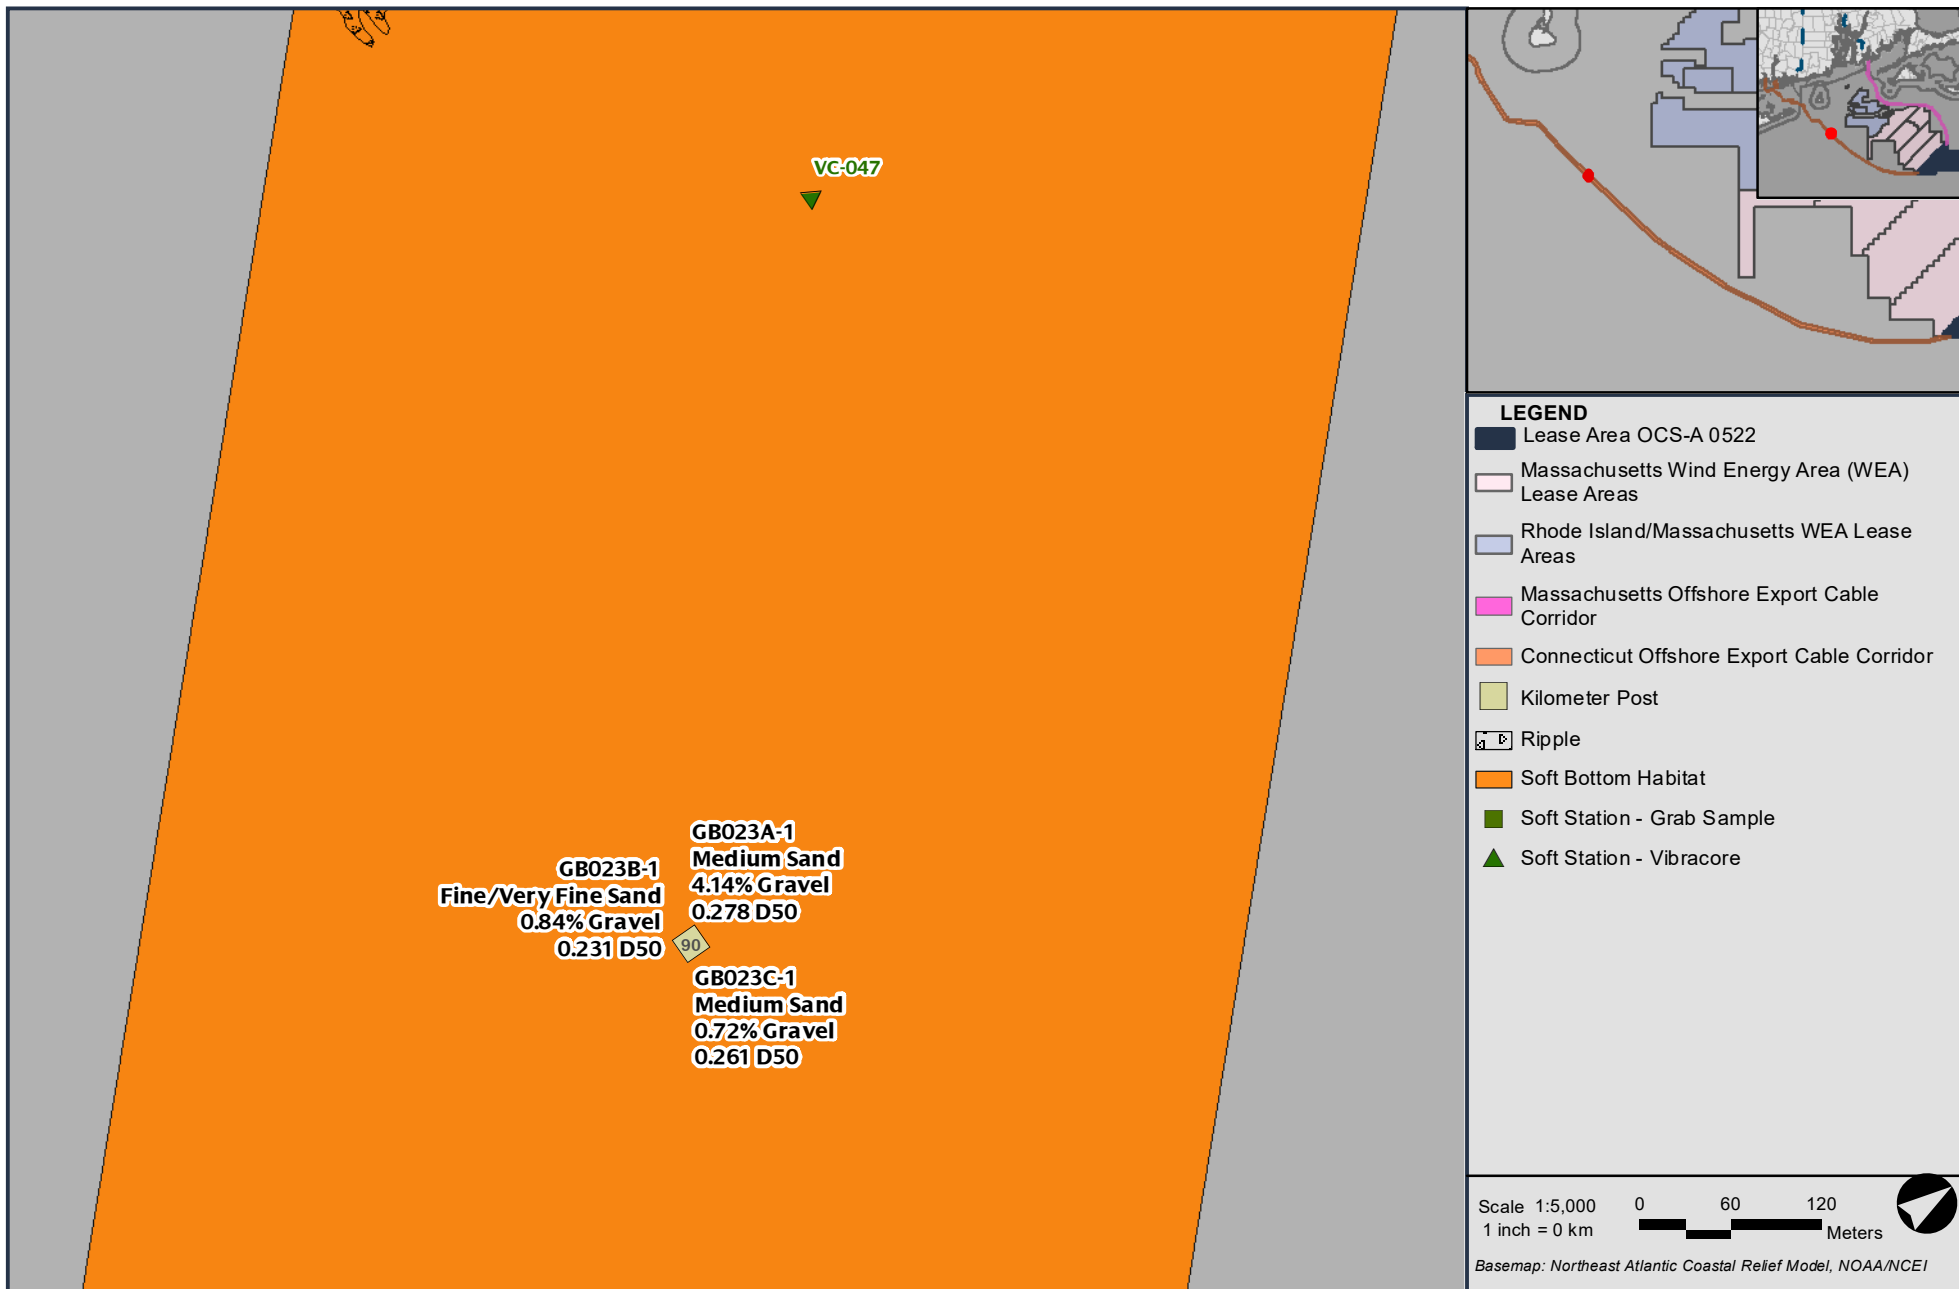 VC-047
GB023A-1
Medium Sand
4.14% Gravel
0.278 D50
GB023B-1
Fine/Very Fine Sand
0.84% Gravel
0.231 D50
90
GB023C-1
Medium Sand
0.72% Gravel
0.261 D50
LEGEND
Lease Area OCS-A 0522
Massachusetts Wind Energy Area (WEA)
Lease Areas
Rhode Island/Massachusetts WEA Lease
Areas
Massachusetts Offshore Export Cable
Corridor
Connecticut Offshore Export Cable Corridor
Kilometer Post
Ripple
Soft Bottom Habitat
Soft Station - Grab Sample
Soft Station - Vibracore
Scale 1:5,000
1 inch = 0 km
0 60 120
Meters
Basemap: Northeast Atlantic Coastal Relief Model, NOAA/NCEI